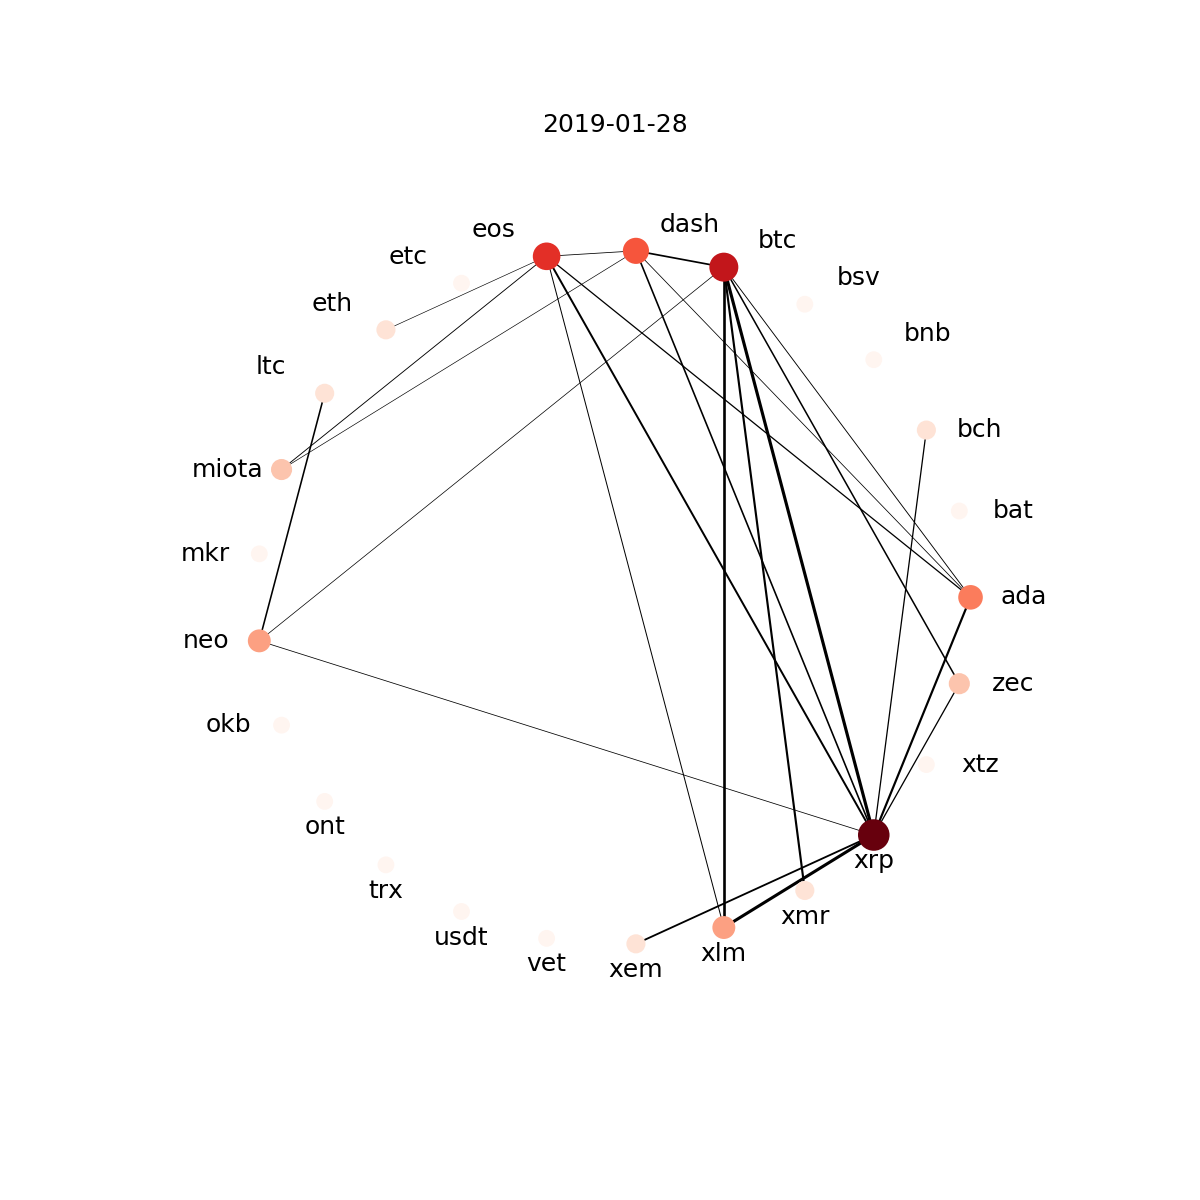 2019-01-28
dash
eos
btc
etc
bsv
eth
bnb
ltc
bch
miota
bat
mkr
ada
neo
zec
okb
xtz
ont
xrp
trx
xmr
usdt
xlm
vet
xem